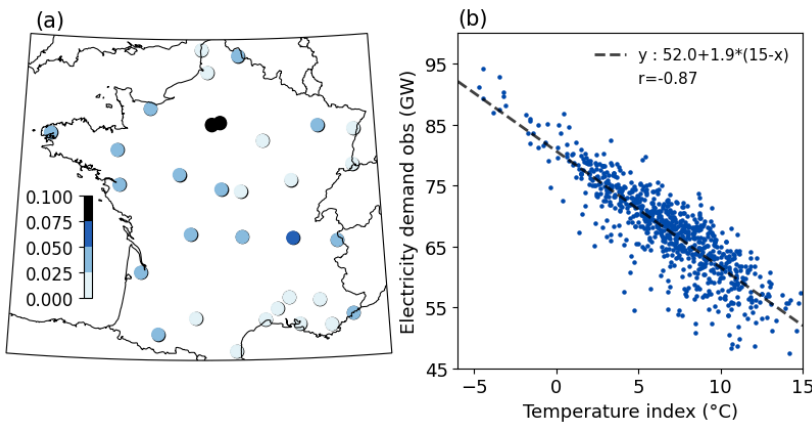 (a)
0.100
0.075
0.050
0.025
0.000
(b)
y : 52.0+1.9*(15-x)
r=-0.87
Electricity demand obs (GW)
95
85
75
65
55
45
−5
0
5
10
15
Temperature index (°C)